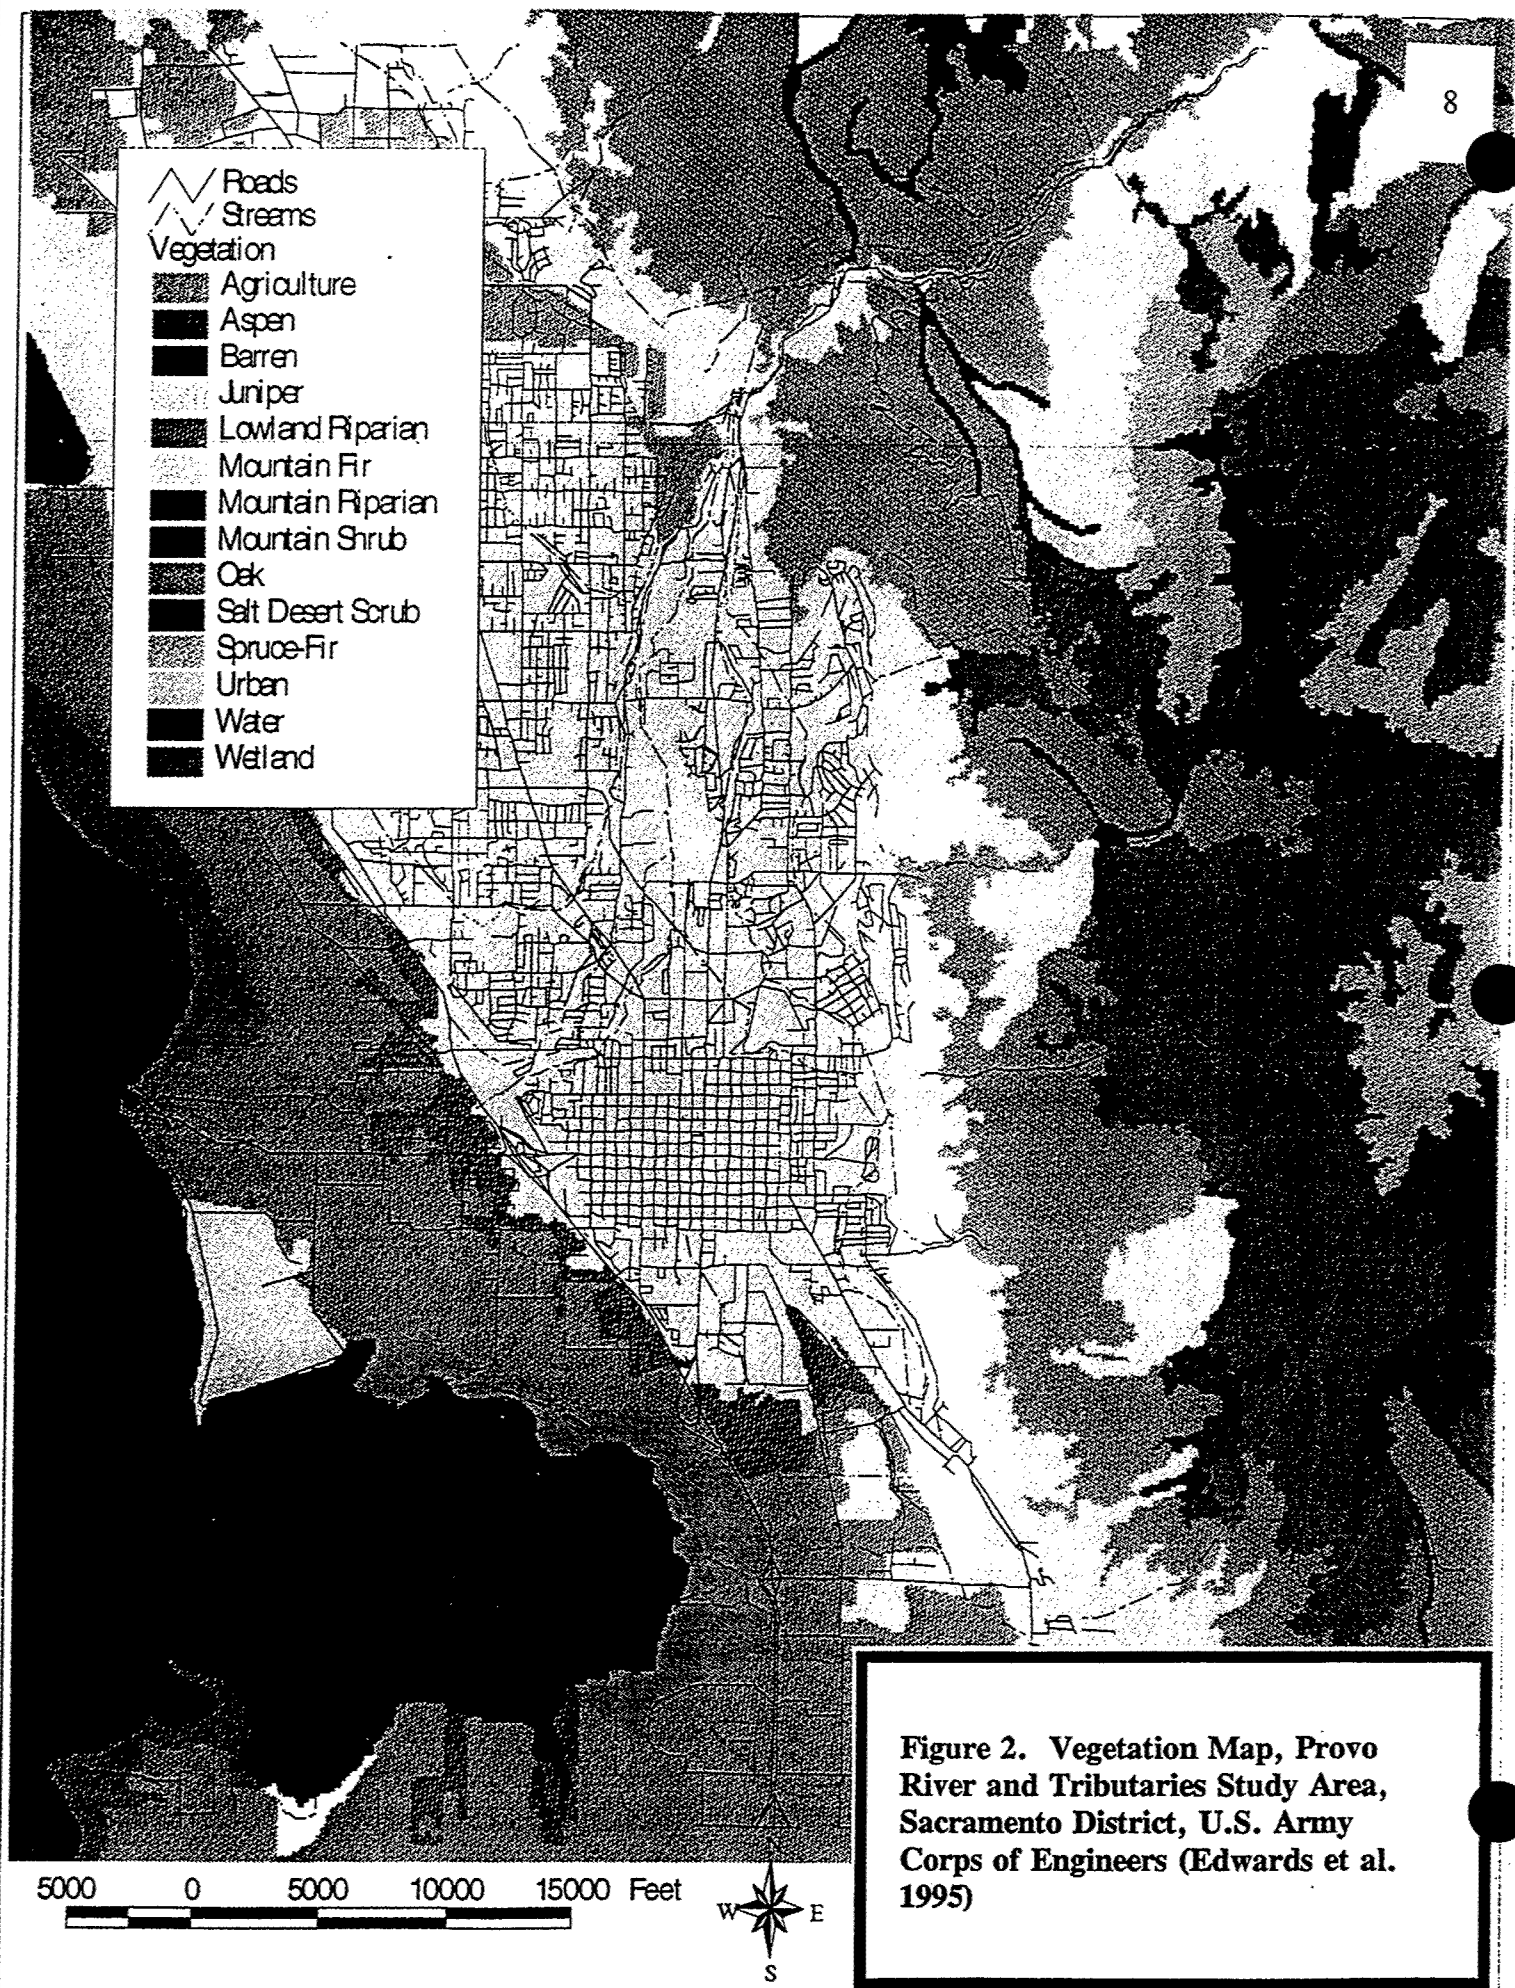 8
Roads
Streams
Vegetation
Agriculture
Aspen
Barren
Juniper
Lowland Riparian
Mountain Fir
Mountain Riparian
Mountain Shrub
Oak
Salt Desert Scrub
Spruce-Fir
Urban
Water
Wetland
Figure 2. Vegetation Map, Provo
River and Tributaries Study Area,
Sacramento District, U.S. Army
Corps of Engineers (Edwards et al.
1995)
5000 0 5000 10000 15000 Feet
W E
S